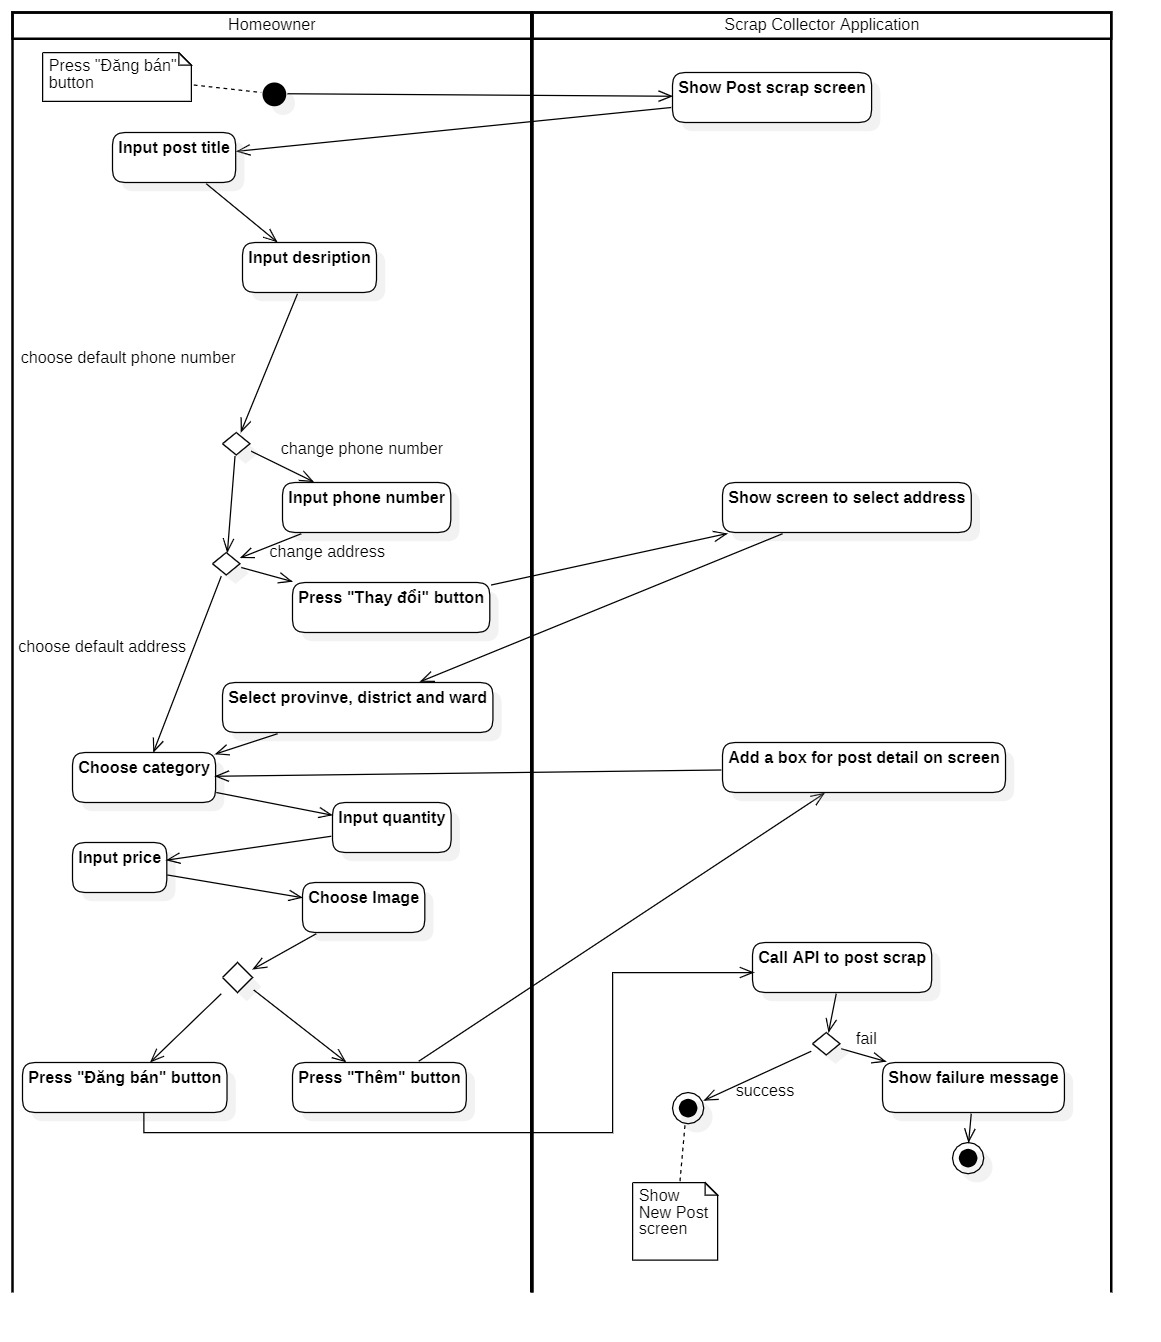 Homeowner
Scrap Collector Application
Press "Đăng bán"
button
Show Post scrap screen
Input post title
Input desription
choose default phone number
change phone number
Input phone number
Show screen to select address
change address
Press "Thay đổi" button
choose default address
Select provinve, district and ward
Choose category
Add a box for post detail on screen
Input quantity
Input price
Choose Image
Call API to post scrap
fail
Press "Đăng bán" button
Press "Thêm" button
Show failure message
success
Show
New Post
screen